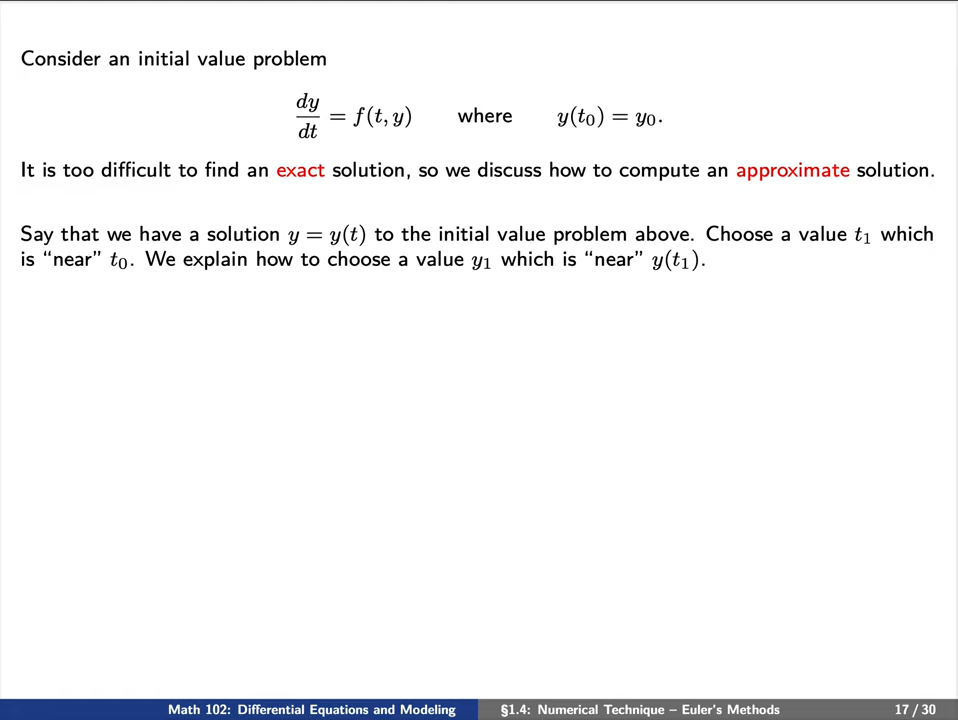 Consider an initial value problem
dy/dt = f(t, y) where y(t₀) = y₀.
It is too difficult to find an exact solution, so we discuss how to compute an approximate solution.
Say that we have a solution y = y(t) to the initial value problem above. Choose a value t₁ which
is “near” t₀. We explain how to choose a value y₁ which is “near” y(t₁).
Math 102: Differential Equations and Modeling §1.4: Numerical Technique – Euler's Methods 17 / 30